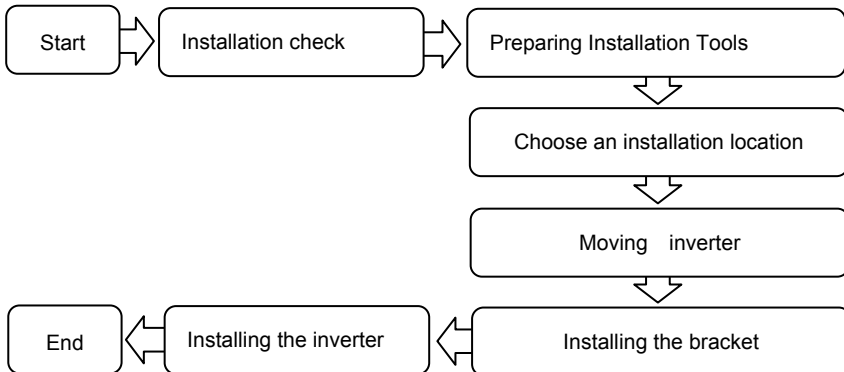 Start
Installation check
Preparing Installation Tools
Choose an installation location
Moving inverter
Installing the bracket
Installing the inverter
End